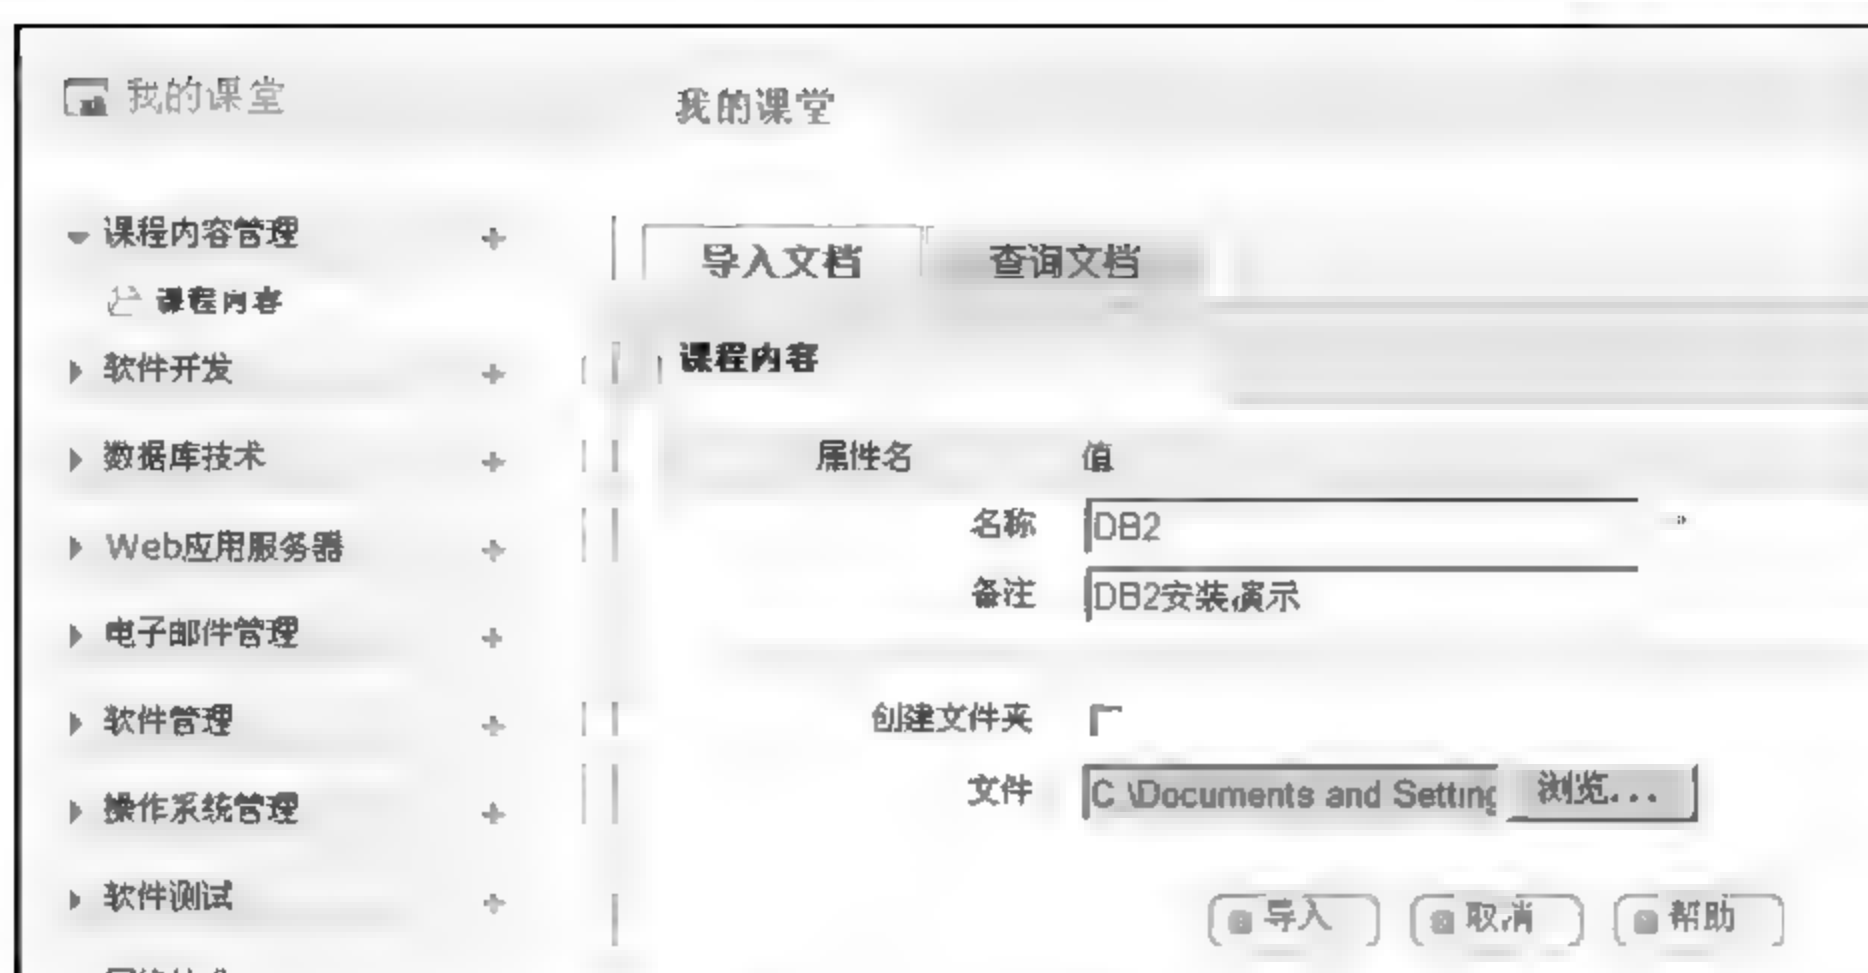 我的课堂
我的课堂
课程内容管理
课程内容
软件开发
数据库技术
Web应用服务器
电子邮件管理
软件管理
操作系统管理
软件测试
导入文档 查询文档
课程内容
属性名 值
名称 DB2
备注 DB2安装演示
创建文件夹
文件 C:\Documents and Setting 浏览...
导入 取消 帮助